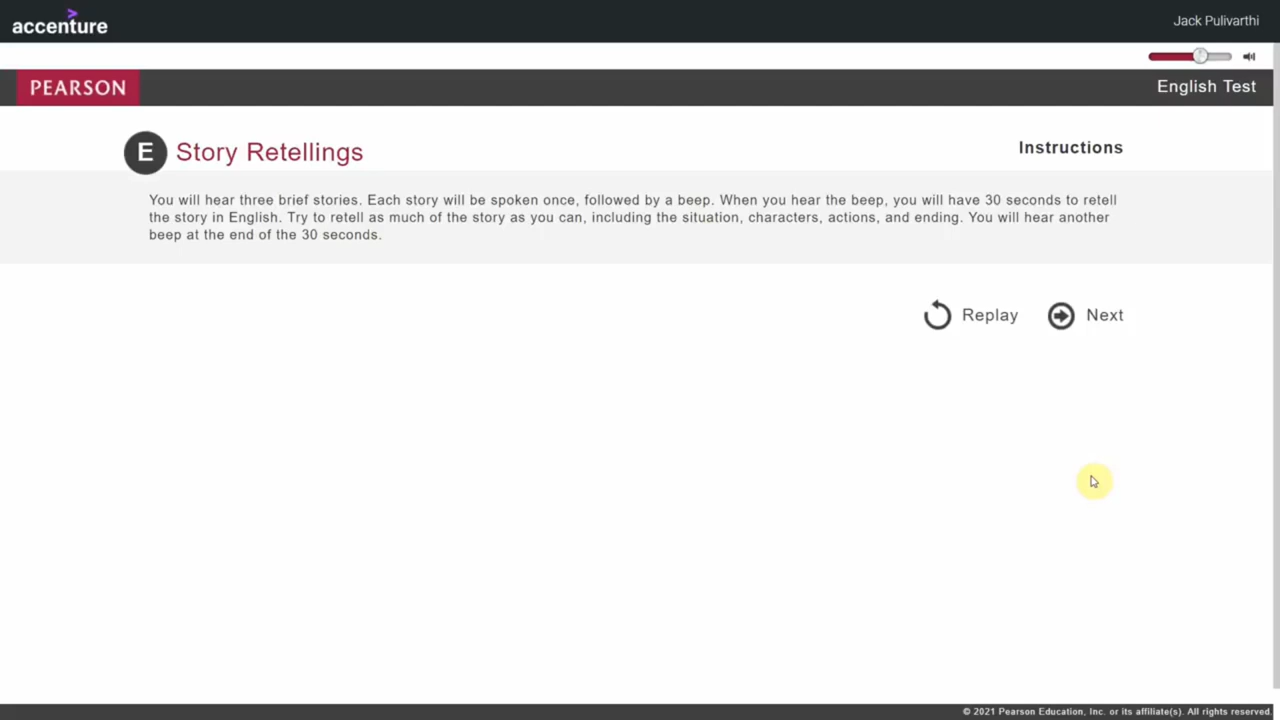 accenture
Jack Pulivarthi
PEARSON
English Test
E Story Retellings
Instructions
You will hear three brief stories. Each story will be spoken once, followed by a beep. When you hear the beep, you will have 30 seconds to retell
the story in English. Try to retell as much of the story as you can, including the situation, characters, actions, and ending. You will hear another
beep at the end of the 30 seconds.
Replay Next
© 2021 Pearson Education, Inc. or its affiliate(s). All rights reserved.